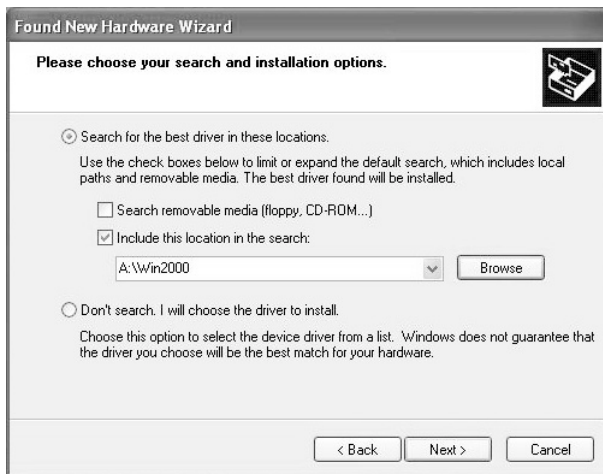 Found New Hardware Wizard
Please choose your search and installation options.
Search for the best driver in these locations.
Use the check boxes below to limit or expand the default search, which includes local
paths and removable media. The best driver found will be installed.
Search removable media (floppy, CD-ROM...)
Include this location in the search:
A:\Win2000
Browse
Don't search. I will choose the driver to install.
Choose this option to select the device driver from a list. Windows does not guarantee that
the driver you choose will be the best match for your hardware.
< Back Next > Cancel